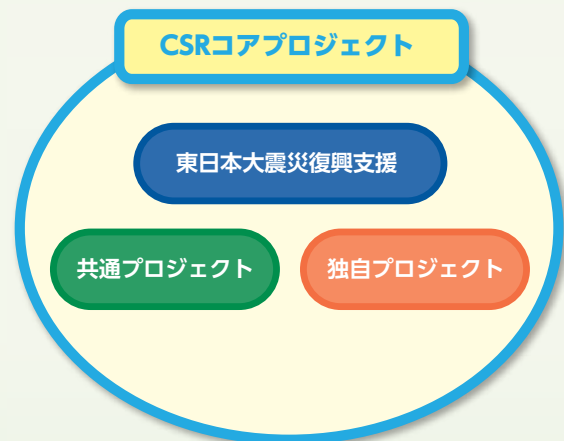 CSRコアプロジェクト
東日本大震災復興支援
共通プロジェクト
独自プロジェクト